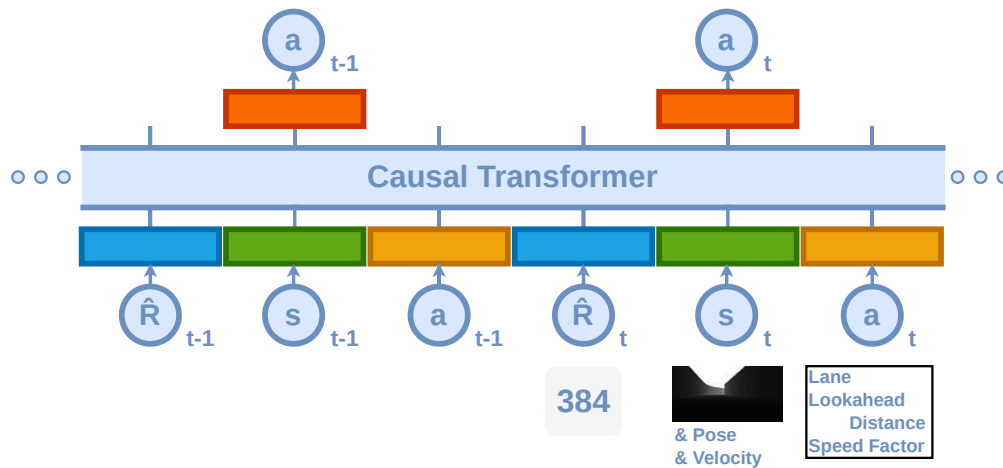 a t-1 a t
Causal Transformer
R̂ t-1 s t-1 a t-1 R̂ t s t a t
384
& Pose
& Velocity
Lane
Lookahead
Distance
Speed Factor